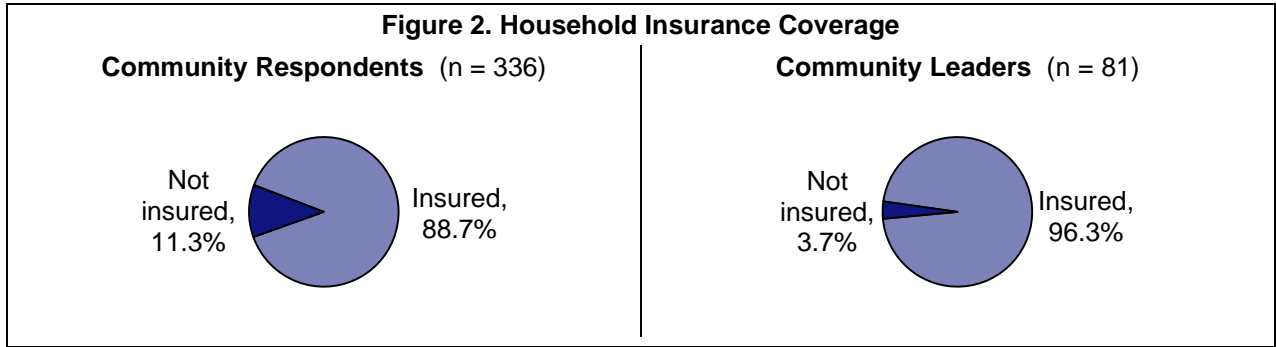 Figure 2. Household Insurance Coverage
Community Respondents (n = 336)
Not
insured,
11.3%
Insured,
88.7%
Community Leaders (n = 81)
Not
insured,
3.7%
Insured,
96.3%